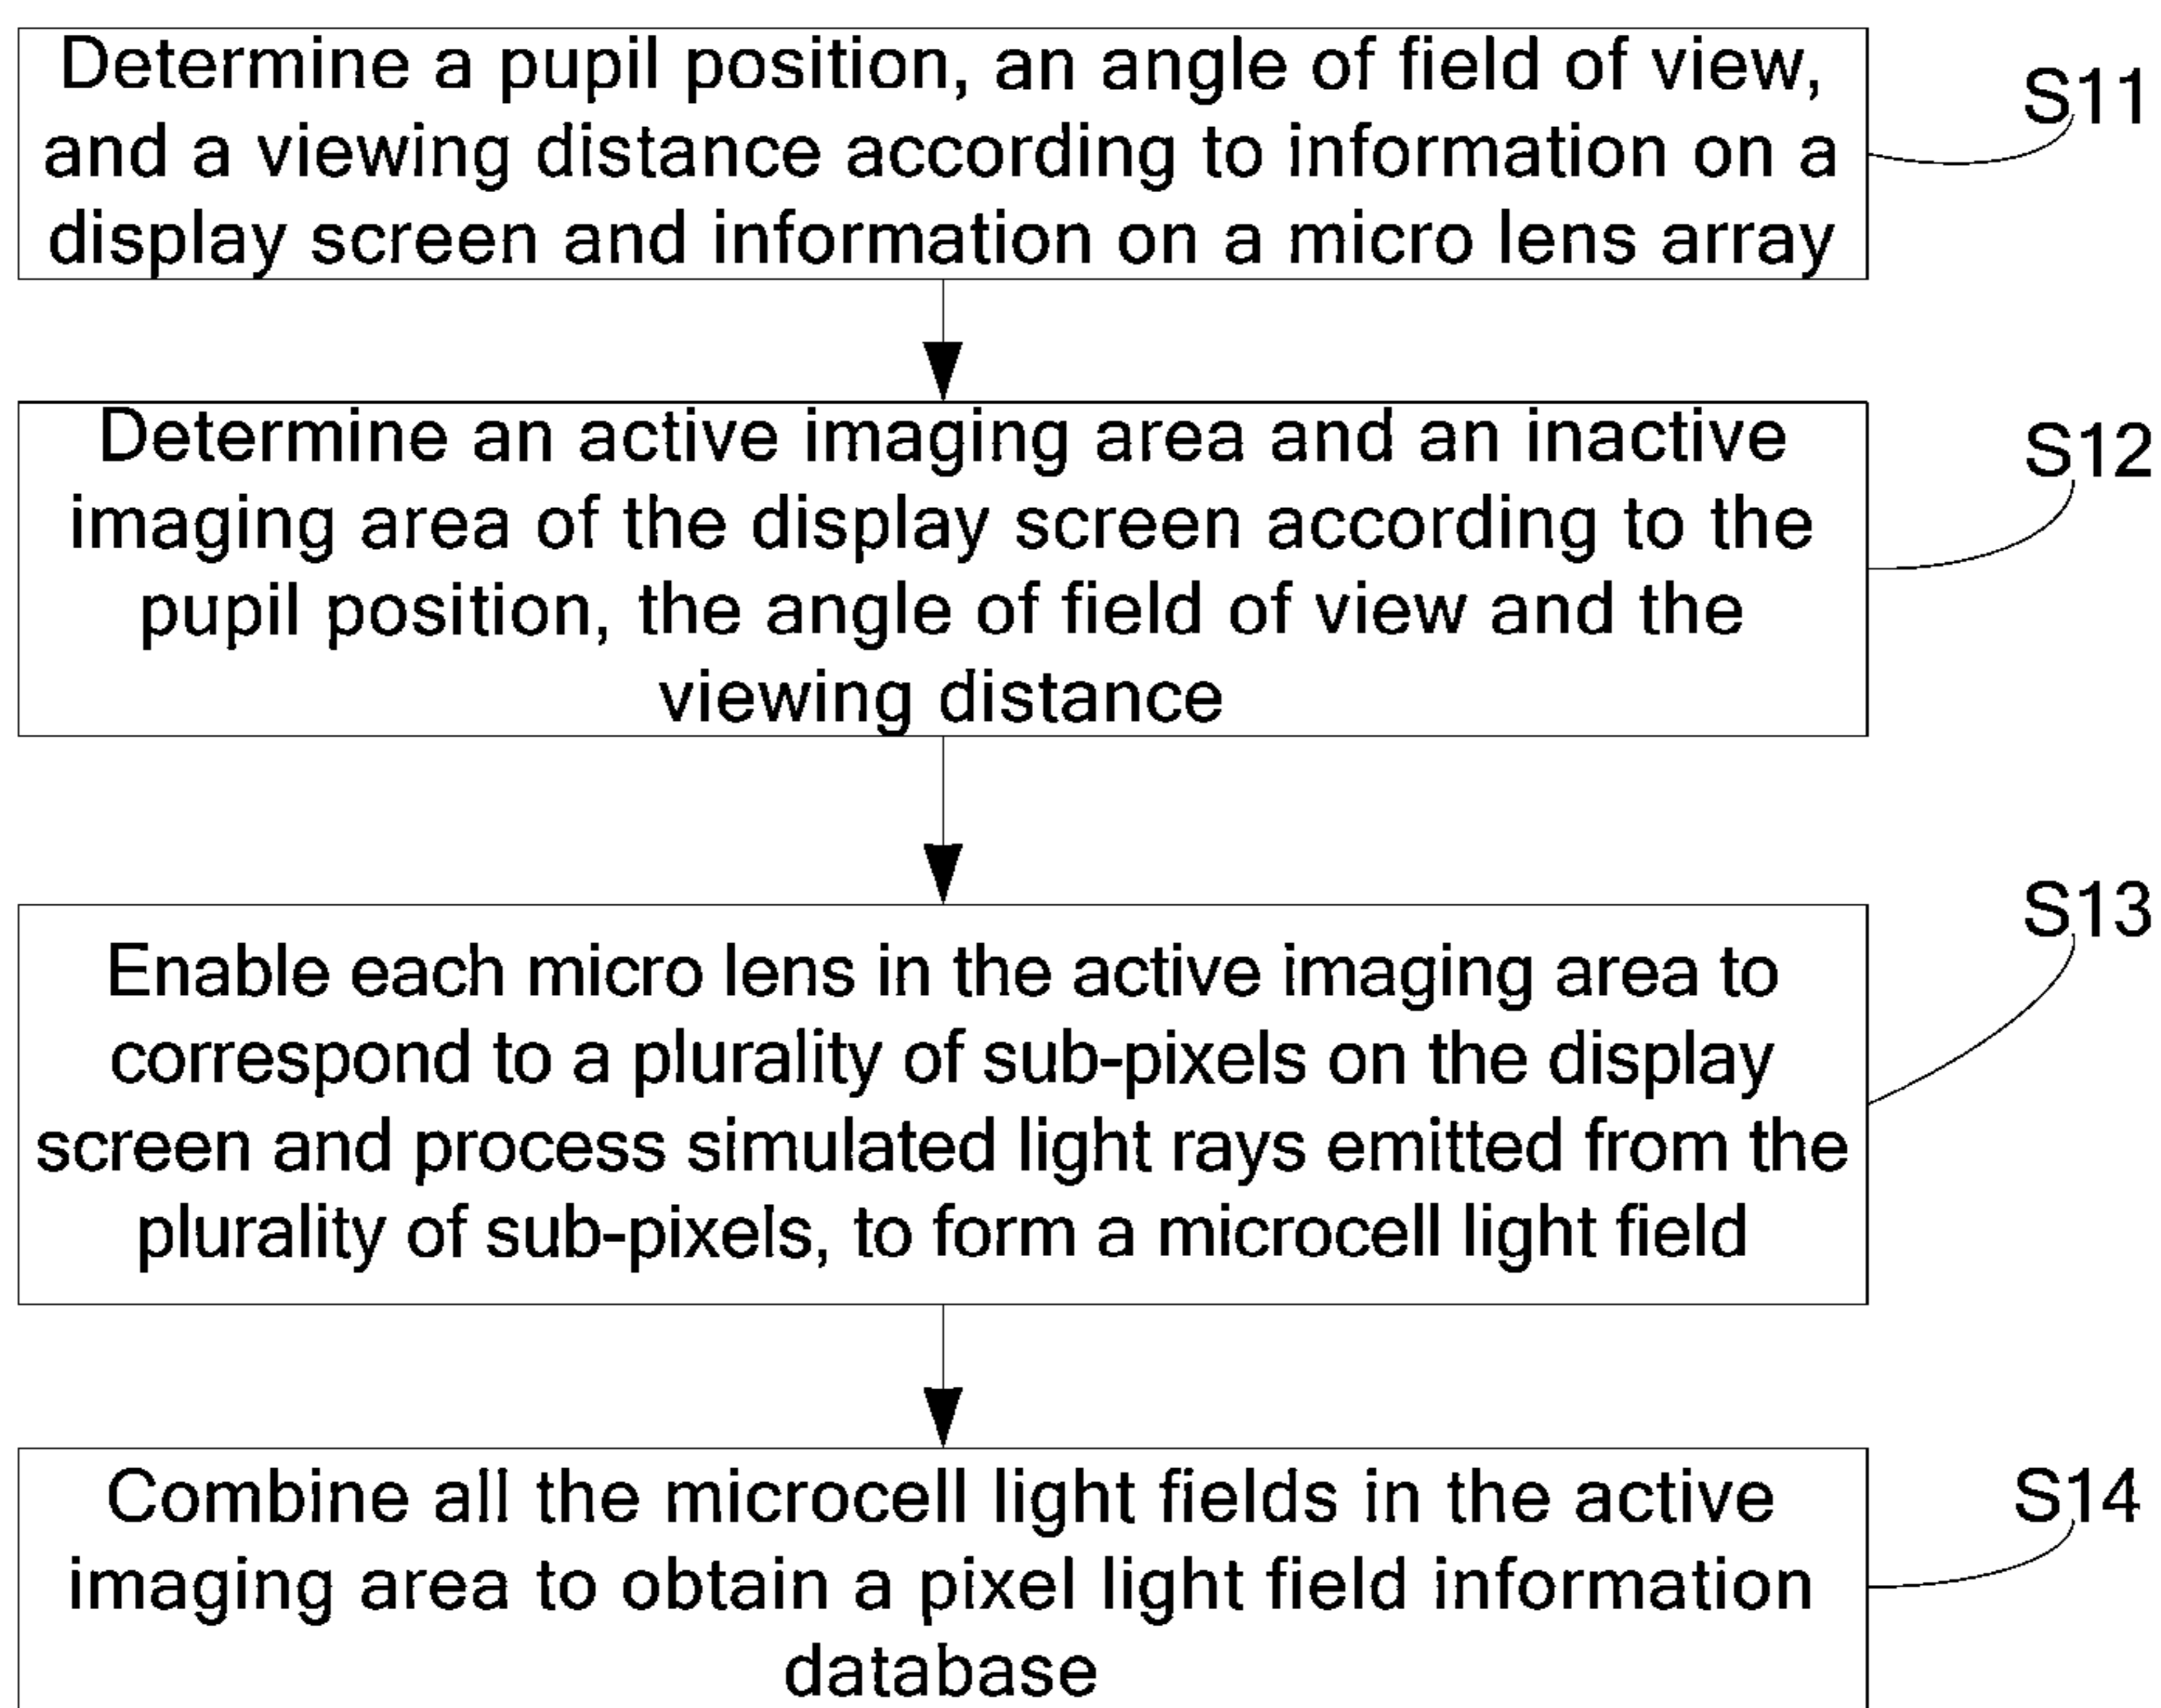 Determine a pupil position, an angle of field of view,
and a viewing distance according to information on a
display screen and information on a micro lens array
S11
Determine an active imaging area and an inactive
imaging area of the display screen according to the
pupil position, the angle of field of view and the
viewing distance
S12
Enable each micro lens in the active imaging area to
correspond to a plurality of sub-pixels on the display
screen and process simulated light rays emitted from the
plurality of sub-pixels, to form a microcell light field
S13
Combine all the microcell light fields in the active
imaging area to obtain a pixel light field information
database
S14